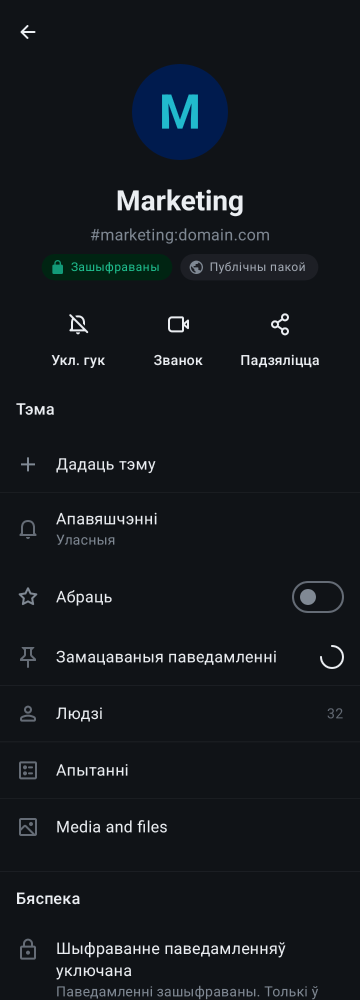 M
Marketing
#marketing:domain.com
Зашыфраваны
Публічны пакой
Укл. гук
Званок
Падзяліцца
Тэма
Дадаць тэму
Апавяшчэнні
Уласныя
Абраць
Замацаваныя паведамленні
Людзі
32
Апытанні
Media and files
Бяспека
Шыфраванне паведамленняў
уключана
Паведамленні зашыфраваны. Толькі ў